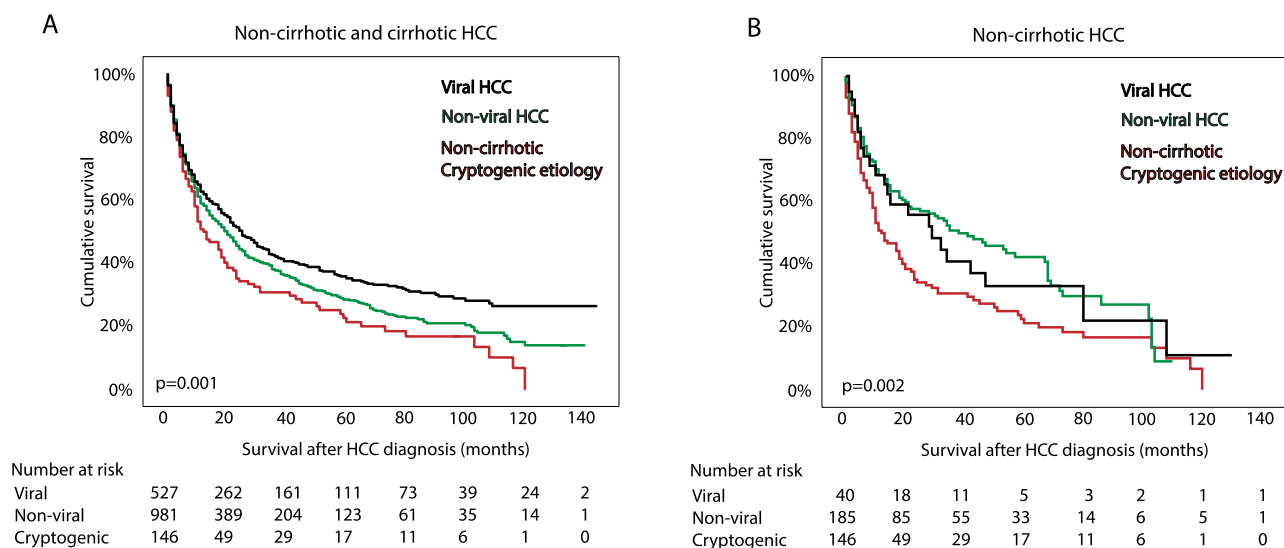 A
Non-cirrhotic and cirrhotic HCC
Cumulative survival
100%
80%
60%
40%
20%
0%
Viral HCC
Non-viral HCC
Non-cirrhotic
Cryptogenic etiology
p=0.001
0 20 40 60 80 100 120 140
Survival after HCC diagnosis (months)
Number at risk
Viral 527 262 161 111 73 39 24 2
Non-viral 981 389 204 123 61 35 14 1
Cryptogenic 146 49 29 17 11 6 1 0
B
Non-cirrhotic HCC
Cumulative survival
100%
80%
60%
40%
20%
0%
Viral HCC
Non-viral HCC
Non-cirrhotic
Cryptogenic etiology
p=0.002
0 20 40 60 80 100 120 140
Survival after HCC diagnosis (months)
Number at risk
Viral 40 18 11 5 3 2 1 1
Non-viral 185 85 55 33 14 6 5 1
Cryptogenic 146 49 29 17 11 6 1 0